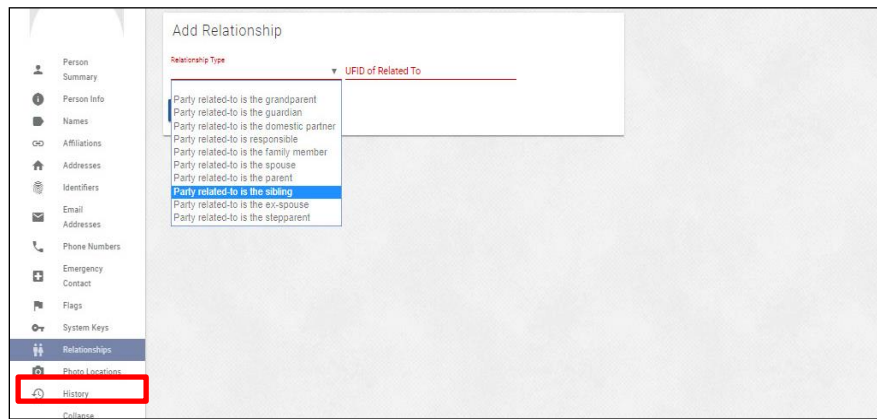 Person
Summary
Person Info
Names
Affiliations
Addresses
Identifiers
Email
Addresses
Phone Numbers
Emergency
Contact
Flags
System Keys
Relationships
Photo Locations
History
Collapse
Add Relationship
Relationship Type
UFID of Related To
Party related-to is the grandparent
Party related-to is the guardian
Party related-to is the domestic partner
Party related-to is responsible
Party related-to is the family member
Party related-to is the spouse
Party related-to is the parent
Party related-to is the sibling
Party related-to is the ex-spouse
Party related-to is the stepparent